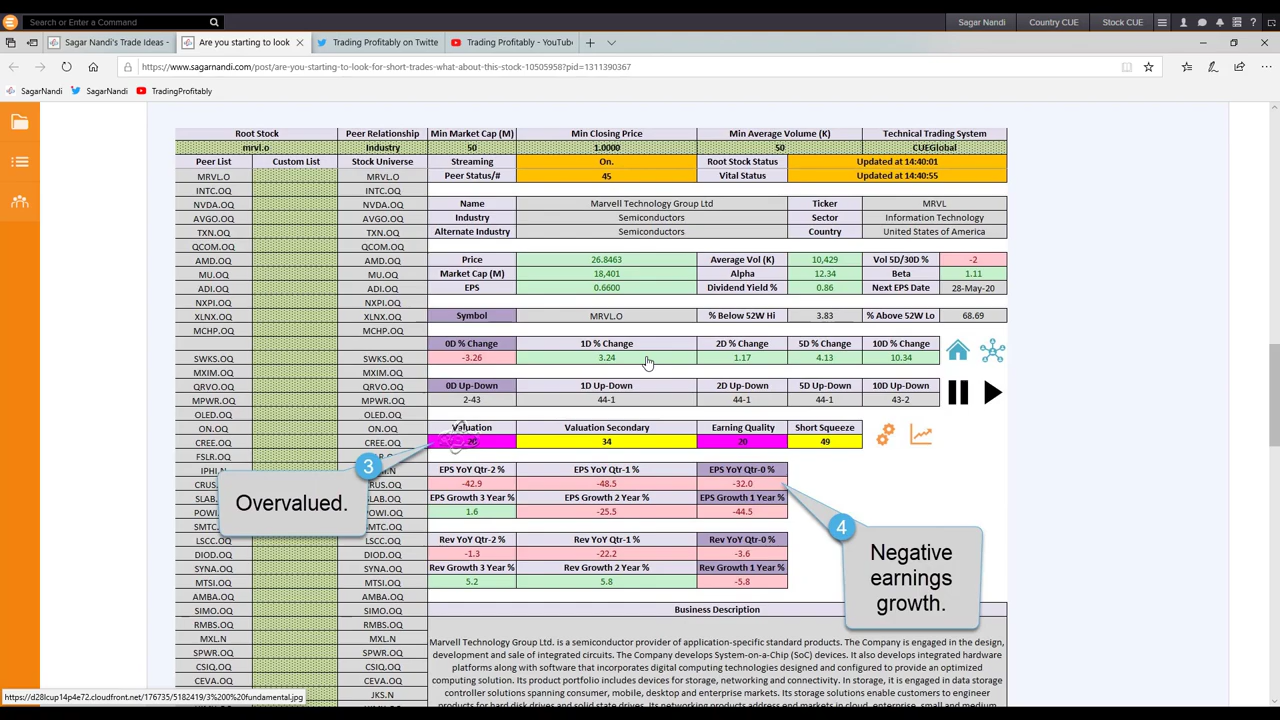 Search or Enter a Command
Sagar Nandi Country CUE Stock CUE
Sagar Nandi's Trade Ideas - Are you starting to look Trading Profitably on Twitte Trading Profitably - YouTube
https://www.sagarnandi.com/post/are-you-starting-to-look-for-short-trades-what-about-this-stock-10505958?pid=1311390367
SagarNandi SagarNandi TradingProfitably
Root Stock Peer Relationship Min Market Cap (M) Min Closing Price Min Average Volume (K) Technical Trading System
mrvl.o Industry 50 1.0000 50 CUEGlobal
Peer List Custom List Stock Universe Streaming On. Root Stock Status Updated at 14:40:01
MRVL.O MRVL.O Peer Status/# 45 Vital Status Updated at 14:40:55
INTC.OQ INTC.OQ
NVDA.OQ NVDA.OQ Name Marvell Technology Group Ltd Ticker MRVL
AVGO.OQ AVGO.OQ Industry Semiconductors Sector Information Technology
TXN.OQ TXN.OQ Alternate Industry Semiconductors Country United States of America
QCOM.OQ QCOM.OQ
AMD.OQ AMD.OQ Price 26.8463 Average Vol (K) 10,429 Vol 5D/30D % -2
MU.OQ MU.OQ Market Cap (M) 18,401 Alpha 12.34 Beta 1.11
ADI.OQ ADI.OQ EPS 0.6600 Dividend Yield % 0.86 Next EPS Date 28-May-20
NXPI.OQ NXPI.OQ
XLNX.OQ XLNX.OQ Symbol MRVL.O % Below 52W Hi 3.83 % Above 52W Lo 68.69
MCHP.OQ MCHP.OQ
0D % Change 1D % Change 2D % Change 5D % Change 10D % Change
SWKS.OQ SWKS.OQ -3.26 3.24 1.17 4.13 10.34
MXIM.OQ MXIM.OQ
QRVO.OQ QRVO.OQ 0D Up-Down 1D Up-Down 2D Up-Down 5D Up-Down 10D Up-Down
MPWR.OQ MPWR.OQ 2-43 44-1 44-1 44-1 43-2
OLED.OQ OLED.OQ
ON.OQ ON.OQ Valuation Valuation Secondary Earning Quality Short Squeeze
CREE.OQ CREE.OQ 34 20 49
FSLR.OQ FSLR.OQ
3
IPHI.N EPS YoY Qtr-2 % EPS YoY Qtr-1 % EPS YoY Qtr-0 %
-42.9 -48.5 -32.0
Overvalued.
EPS Growth 3 Year % EPS Growth 2 Year % EPS Growth 1 Year %
1.6 -25.5 -44.5
4
Negative
earnings
growth.
LSCC.OQ LSCC.OQ Rev YoY Qtr-2 % Rev YoY Qtr-1 % Rev YoY Qtr-0 %
DIOD.OQ DIOD.OQ -1.3 -22.2 -3.6
SYNA.OQ SYNA.OQ Rev Growth 3 Year % Rev Growth 2 Year % Rev Growth 1 Year %
MTSI.OQ MTSI.OQ 5.2 5.8 -5.8
AMBA.OQ AMBA.OQ
SIMO.OQ SIMO.OQ Business Description
RMBS.OQ RMBS.OQ
MXL.N MXL.N Marvell Technology Group Ltd. is a semiconductor provider of application-specific standard products. The Company is engaged in the design,
SPWR.OQ SPWR.OQ development and sale of integrated circuits. The Company develops System-on-a-Chip (SoC) devices. It also develops integrated hardware
CSIQ.OQ CSIQ.OQ platforms along with software that incorporates digital computing technologies designed and configured to provide an optimized
CEVA.OQ CEVA.OQ computing solution. Its product portfolio includes devices for storage, networking and connectivity. In storage, it is engaged in data storage
JKS.N controller solutions spanning consumer, mobile, desktop and enterprise markets. Its storage solutions enable customers to engineer
https://d28lcup14p4e72.cloudfront.net/176735/5182419/3%200%20fundamental.jpg